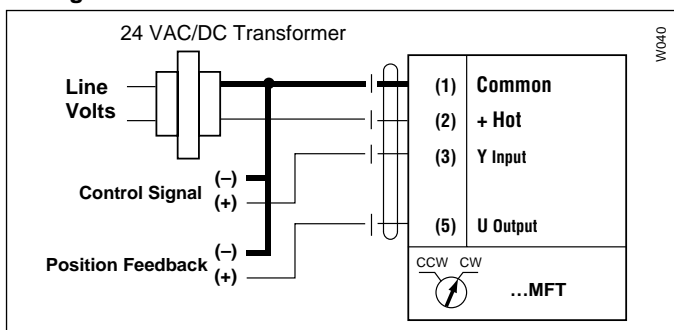 24 VAC/DC Transformer
W040
Line
Volts
(1) Common
(2) + Hot
(3) Y Input
Control Signal (–)
(+)
(5) U Output
Position Feedback (–)
(+)
CCW CW
…MFT